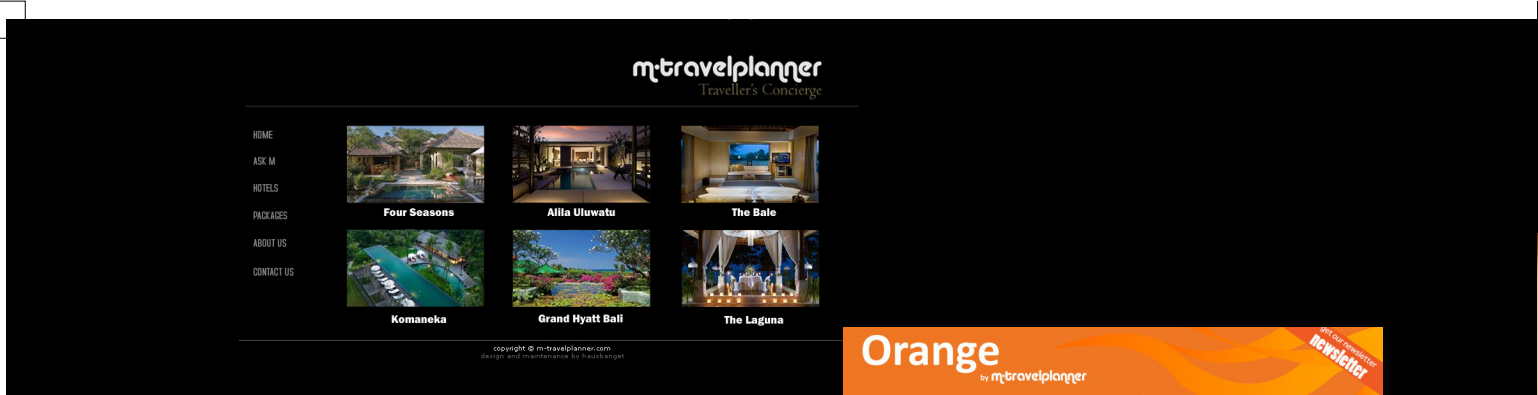 m·travelplanner
Traveller's Concierge
HOME
ASK M
HOTELS
PACKAGES
ABOUT US
CONTACT US
Four Seasons
Alila Uluwatu
The Bale
Komaneka
Grand Hyatt Bali
The Laguna
copyright © m-travelplanner.com
design and maintenance by hausbanget
Orange
by m·travelplanner
get our newsletter
newsletter